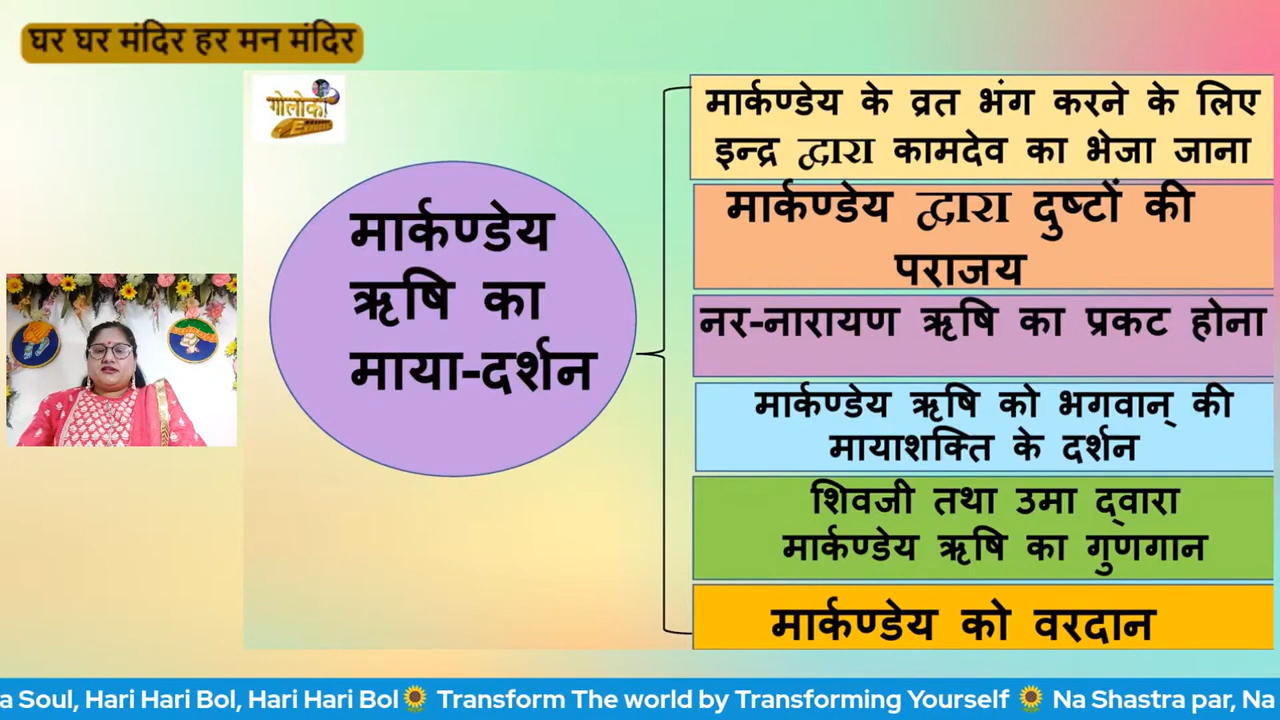 घर घर मंदिर हर मन मंदिर
गोलोका
Express
मार्कण्डेय
ऋषि का
माया-दर्शन
मार्कण्डेय के व्रत भंग करने के लिए
इन्द्र द्वारा कामदेव का भेजा जाना
मार्कण्डेय द्वारा दुष्टों की
पराजय
नर-नारायण ऋषि का प्रकट होना
मार्कण्डेय ऋषि को भगवान् की
मायाशक्ति के दर्शन
शिवजी तथा उमा द्वारा
मार्कण्डेय ऋषि का गुणगान
मार्कण्डेय को वरदान
a Soul, Hari Hari Bol, Hari Hari Bol🌻 Transform The world by Transforming Yourself 🌻 Na Shastra par, Na